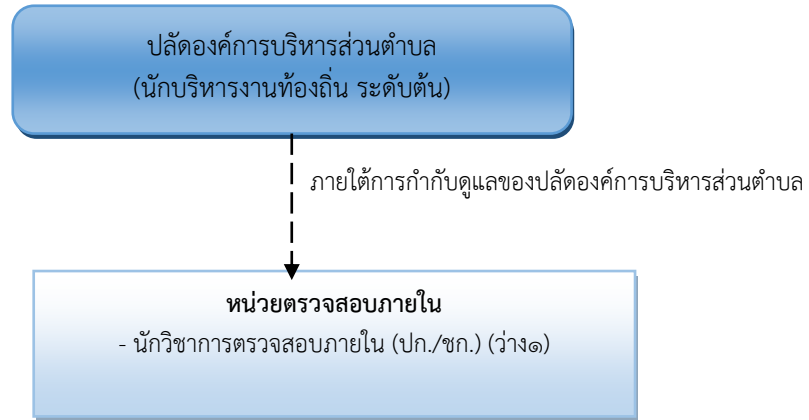 ปลัดองค์การบริหารส่วนตำบล
(นักบริหารงานท้องถิ่น ระดับต้น)
ภายใต้การกำกับดูแลของปลัดองค์การบริหารส่วนตำบล
หน่วยตรวจสอบภายใน
- นักวิชาการตรวจสอบภายใน (ปก./ชก.) (ว่าง๑)